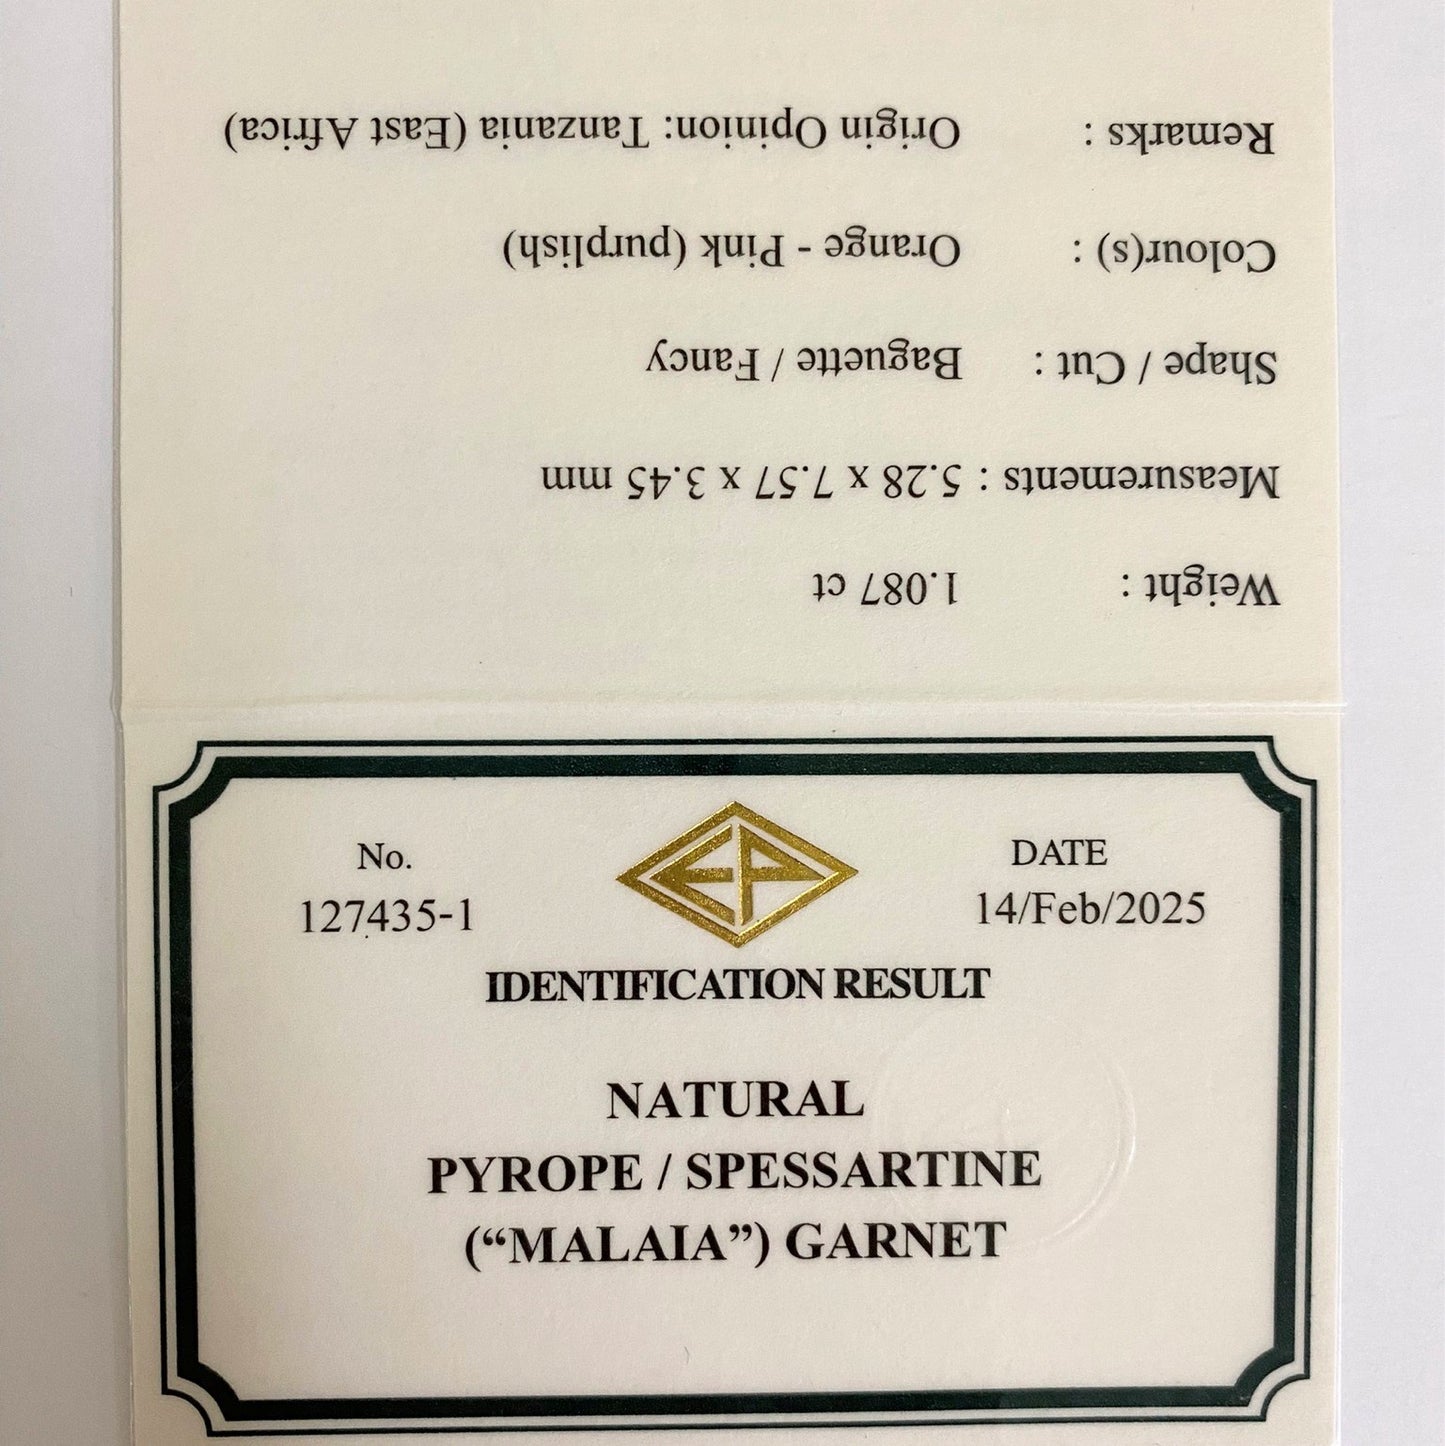 Weight : 1.087 ct
Measurements : 5.28 x 7.57 x 3.45 mm
Shape / Cut : Baguette / Fancy
Colour(s) : Orange - Pink (purplish)
Remarks : Origin Opinion: Tanzania (East Africa)
No.
127435-1
EP
DATE
14/Feb/2025
IDENTIFICATION RESULT
NATURAL
PYROPE / SPESSARTINE
(“MALAIA”) GARNET